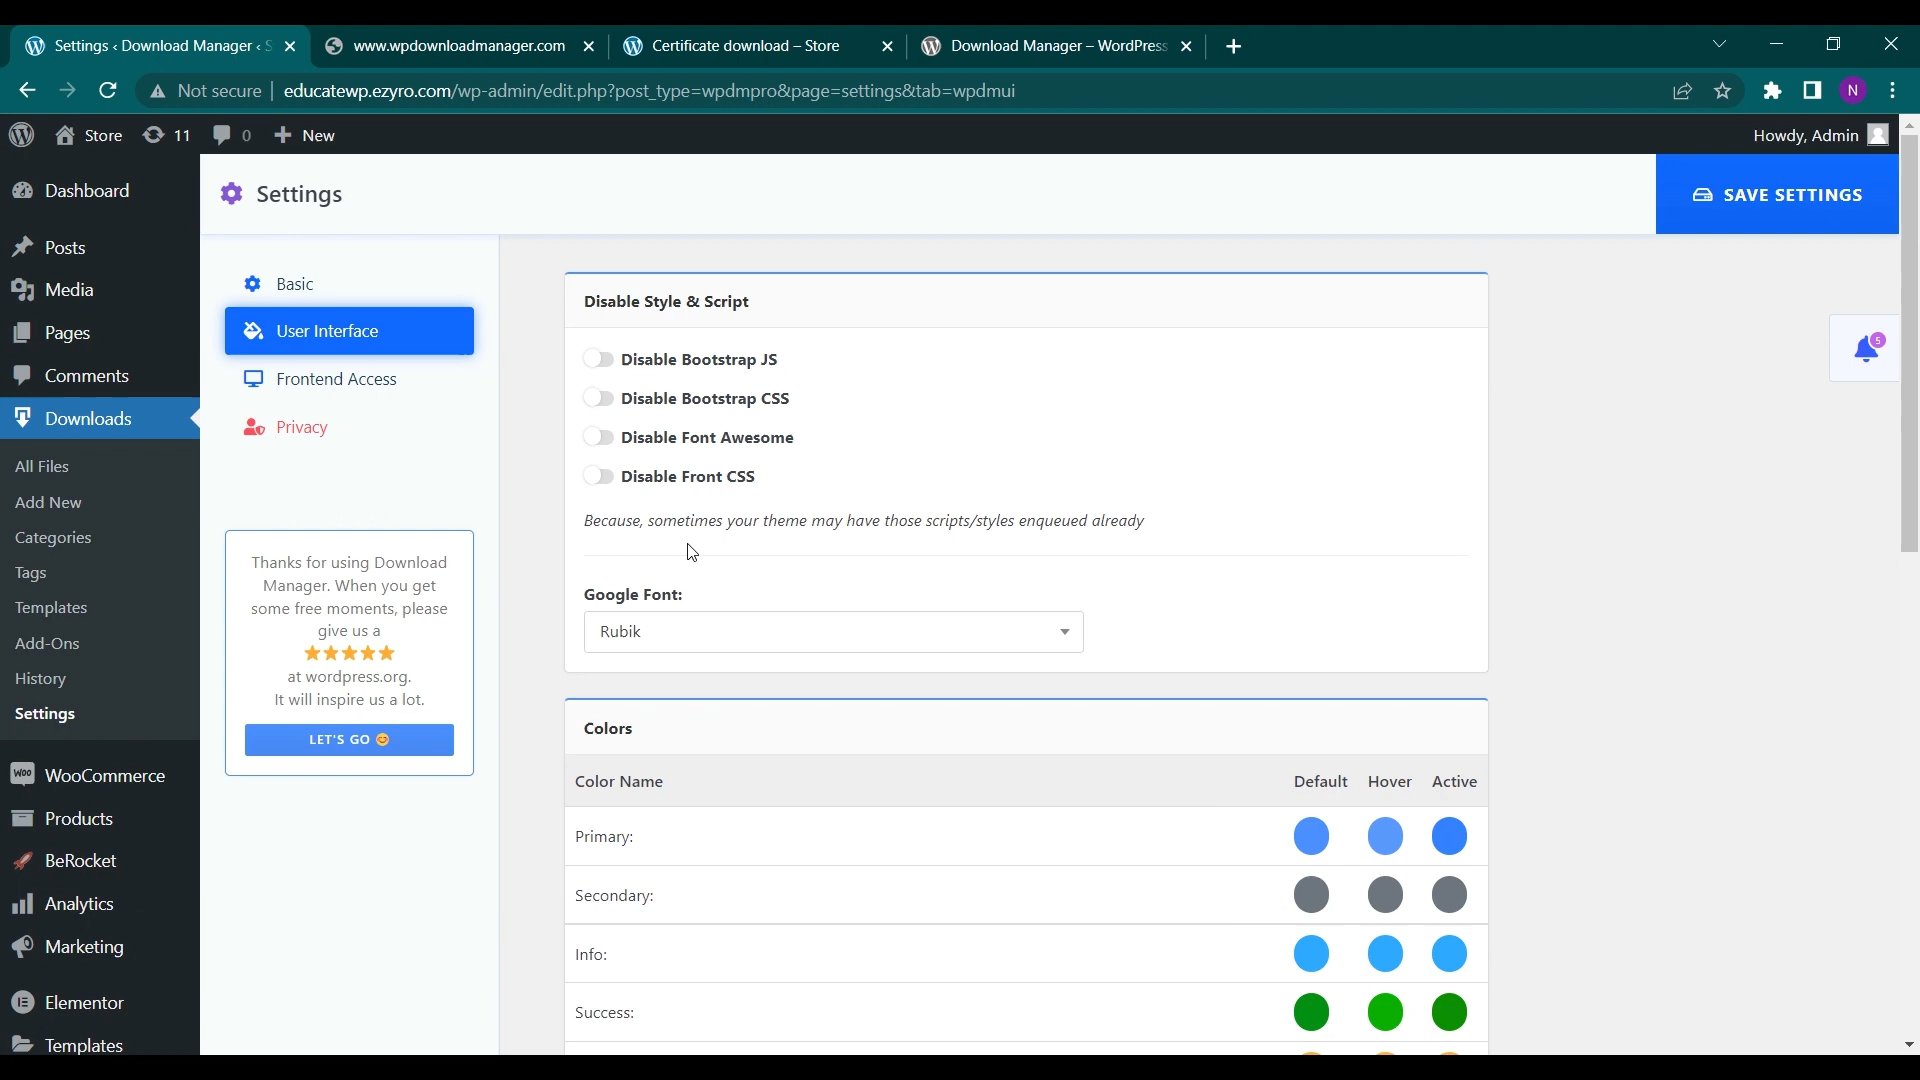 Settings ‹ Download Manager ‹ S
www.wpdownloadmanager.com
Certificate download – Store
Download Manager – WordPress
Not secure
educatewp.ezyro.com/wp-admin/edit.php?post_type=wpdmpro&page=settings&tab=wpdmui
N
Store
11
0
New
Howdy, Admin
Dashboard
Posts
Media
Pages
Comments
Downloads
All Files
Add New
Categories
Tags
Templates
Add-Ons
History
Settings
Woo WooCommerce
Products
BeRocket
Analytics
Marketing
Elementor
Templates
Settings
SAVE SETTINGS
Basic
User Interface
Frontend Access
Privacy
Thanks for using Download
Manager. When you get
some free moments, please
give us a
at wordpress.org.
It will inspire us a lot.
LET'S GO 😊
Disable Style & Script
Disable Bootstrap JS
Disable Bootstrap CSS
Disable Font Awesome
Disable Front CSS
Because, sometimes your theme may have those scripts/styles enqueued already
Google Font:
Rubik
Colors
Color Name Default Hover Active
Primary:
Secondary:
Info:
Success:
5